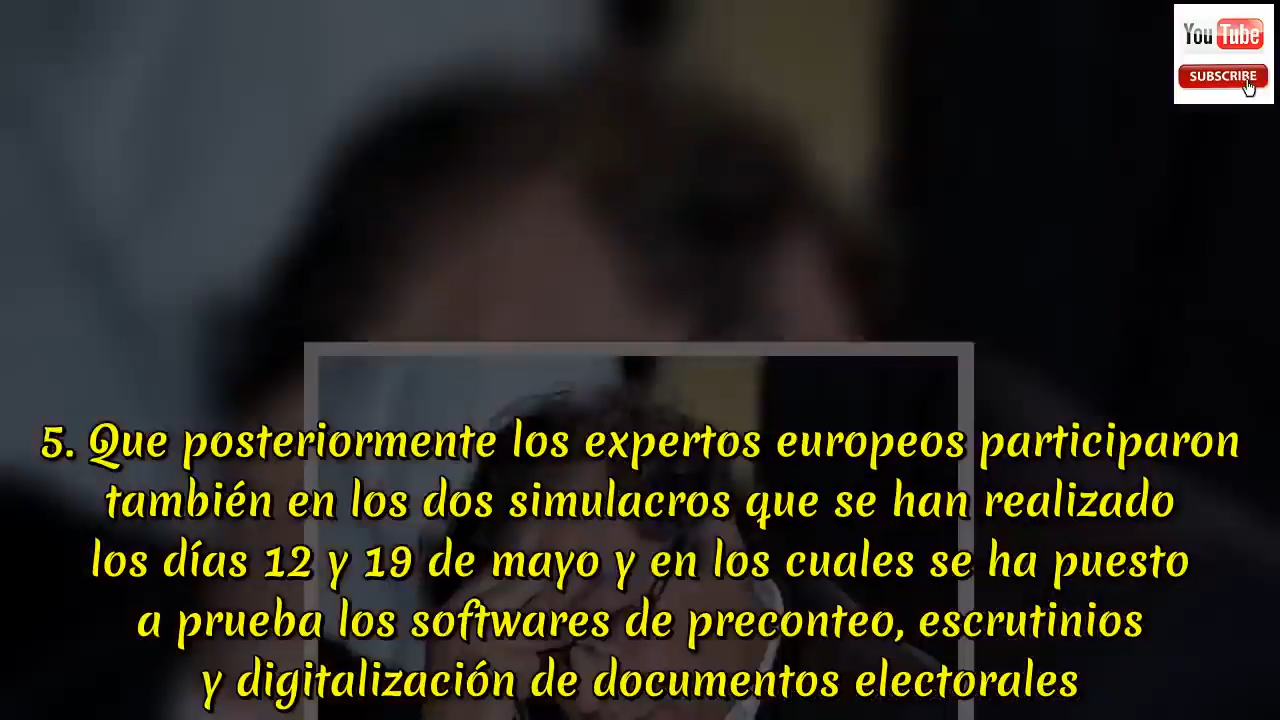 You Tube
SUBSCRIBE
5. Que posteriormente los expertos europeos participaron
también en los dos simulacros que se han realizado
los días 12 y 19 de mayo y en los cuales se ha puesto
a prueba los softwares de preconteo, escrutinios
y digitalización de documentos electorales